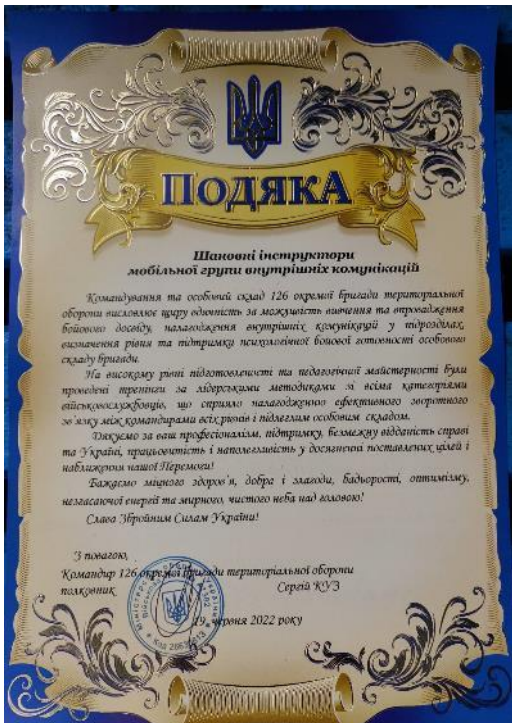 ПОДЯКА
Шановні інструктори
мобільної групи внутрішніх комунікацій
Командування та особовий склад 126 окремої бригади територіальної
оборони висловлює щиру вдячність за можливість вивчення та впровадження
бойового досвіду, налагодження внутрішніх комунікацій у підрозділах,
визначення рівня та підтримки психологічної бойової готовності особового
складу бригади.
На високому рівні підготовленості та педагогічної майстерності були
проведені тренінги за лідерськими методиками зі всіма категоріями
військовослужбовців, що сприяло налагодженню ефективного зворотного
зв'язку між командирами всіх рівнів і підлеглим особовим складом.
Дякуємо за ваш професіоналізм, підтримку, безмежну відданість справі
та Україні, працьовитість і наполегливість у досягненні поставлених цілей і
наближення нашої Перемоги!
Бажаємо міцного здоров'я, добра і злагоди, бадьорості, оптимізму,
незгасаючої енергії та мирного, чистого неба над головою!
Слава Збройним Силам України!
З повагою,
Командир 126 окремої бригади територіальної оборони
полковник Сергій КУЗ
19 червня 2022 року